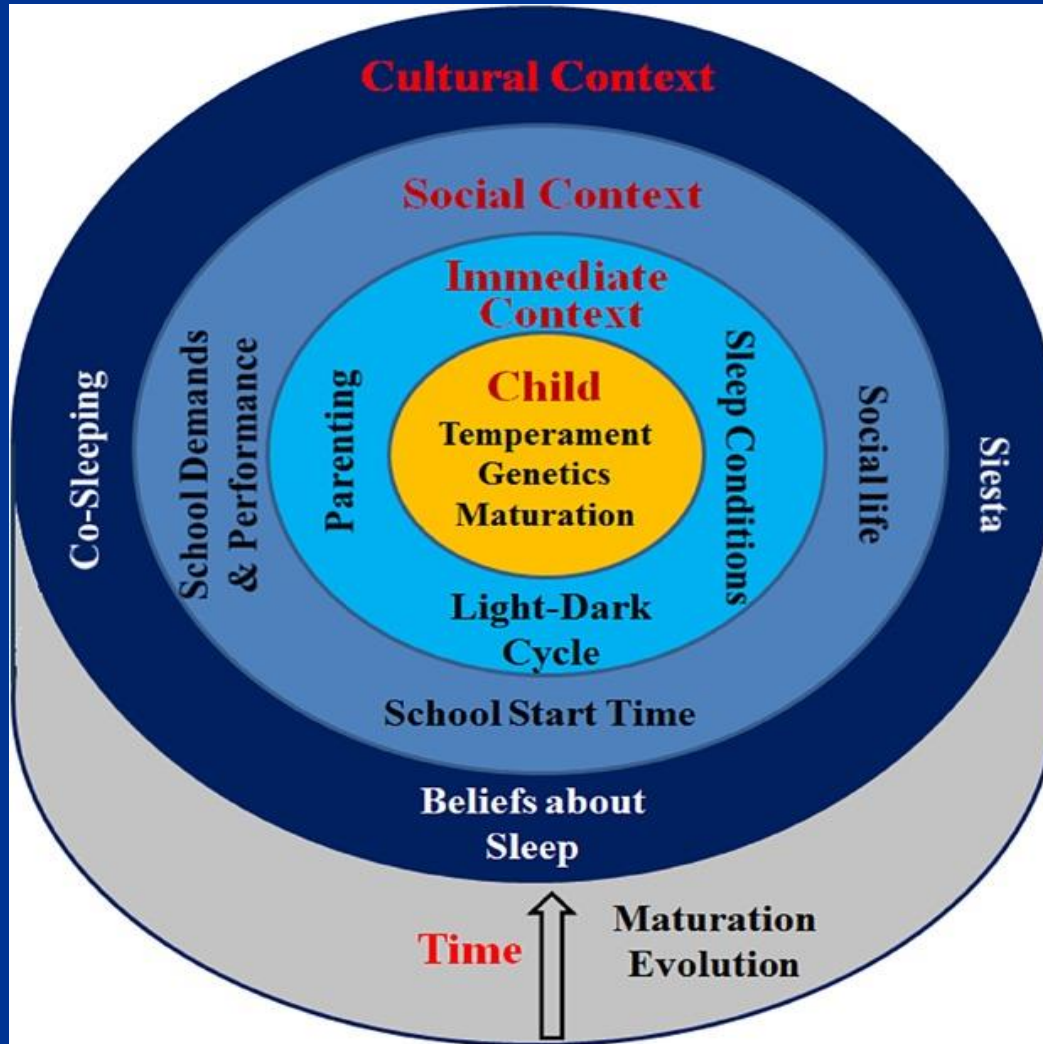 Cultural Context
Social Context
Immediate
Context
Child
Temperament
Genetics
Maturation
Parenting
Sleep Conditions
Light-Dark
Cycle
School Demands
& Performance
Social life
School Start Time
Co-Sleeping
Siesta
Beliefs about
Sleep
Time
Maturation
Evolution